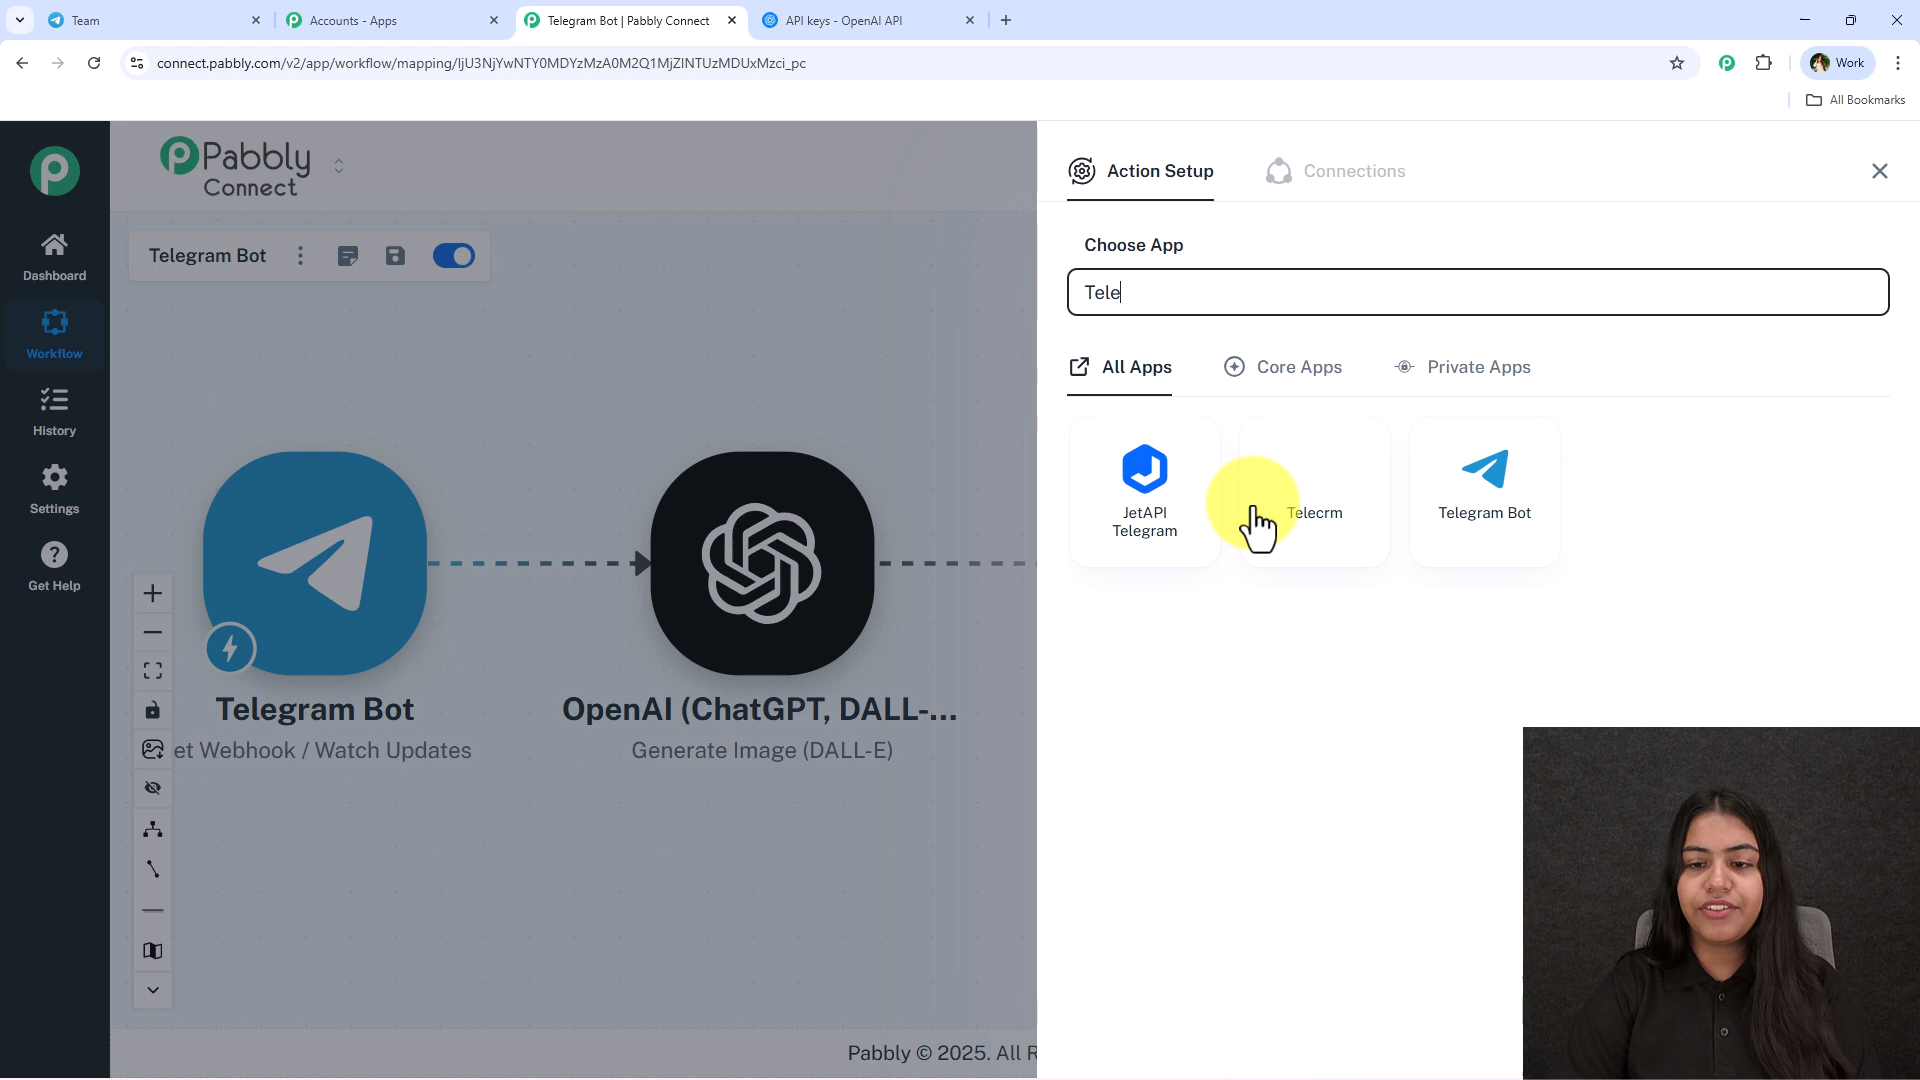 Team
Accounts - Apps
Telegram Bot | Pabbly Connect
API keys - OpenAI API
connect.pabbly.com/v2/app/workflow/mapping/IjU3NjYwNTY0MDYzMzA0M2Q1MjZlNTUzMDUxMzci_pc
Work
All Bookmarks
Pabbly
Connect
Dashboard
Workflow
History
Settings
Get Help
Telegram Bot
Telegram Bot
et Webhook / Watch Updates
OpenAI (ChatGPT, DALL-...
Generate Image (DALL-E)
Pabbly © 2025. All R
Action Setup
Connections
Choose App
Tele
All Apps
Core Apps
Private Apps
JetAPI
Telegram
Telecrm
Telegram Bot